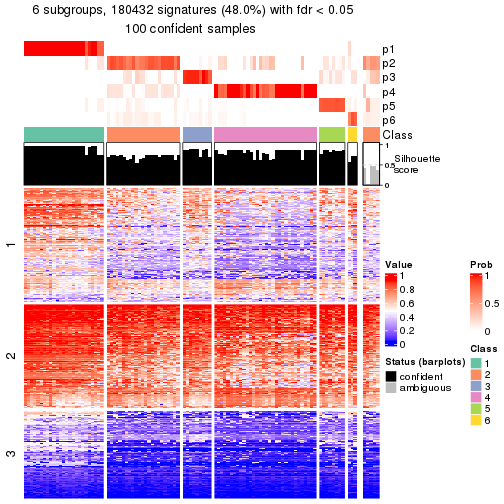 6 subgroups, 180432 signatures (48.0%) with fdr < 0.05
100 confident samples
p1
p2
p3
p4
p5
p6
Class
1
0.5
0
Silhouette
score
1
2
3
Value
1
0.8
0.6
0.4
0.2
0
Status (barplots)
confident
ambiguous
Prob
1
0.5
0
Class
1
2
3
4
5
6